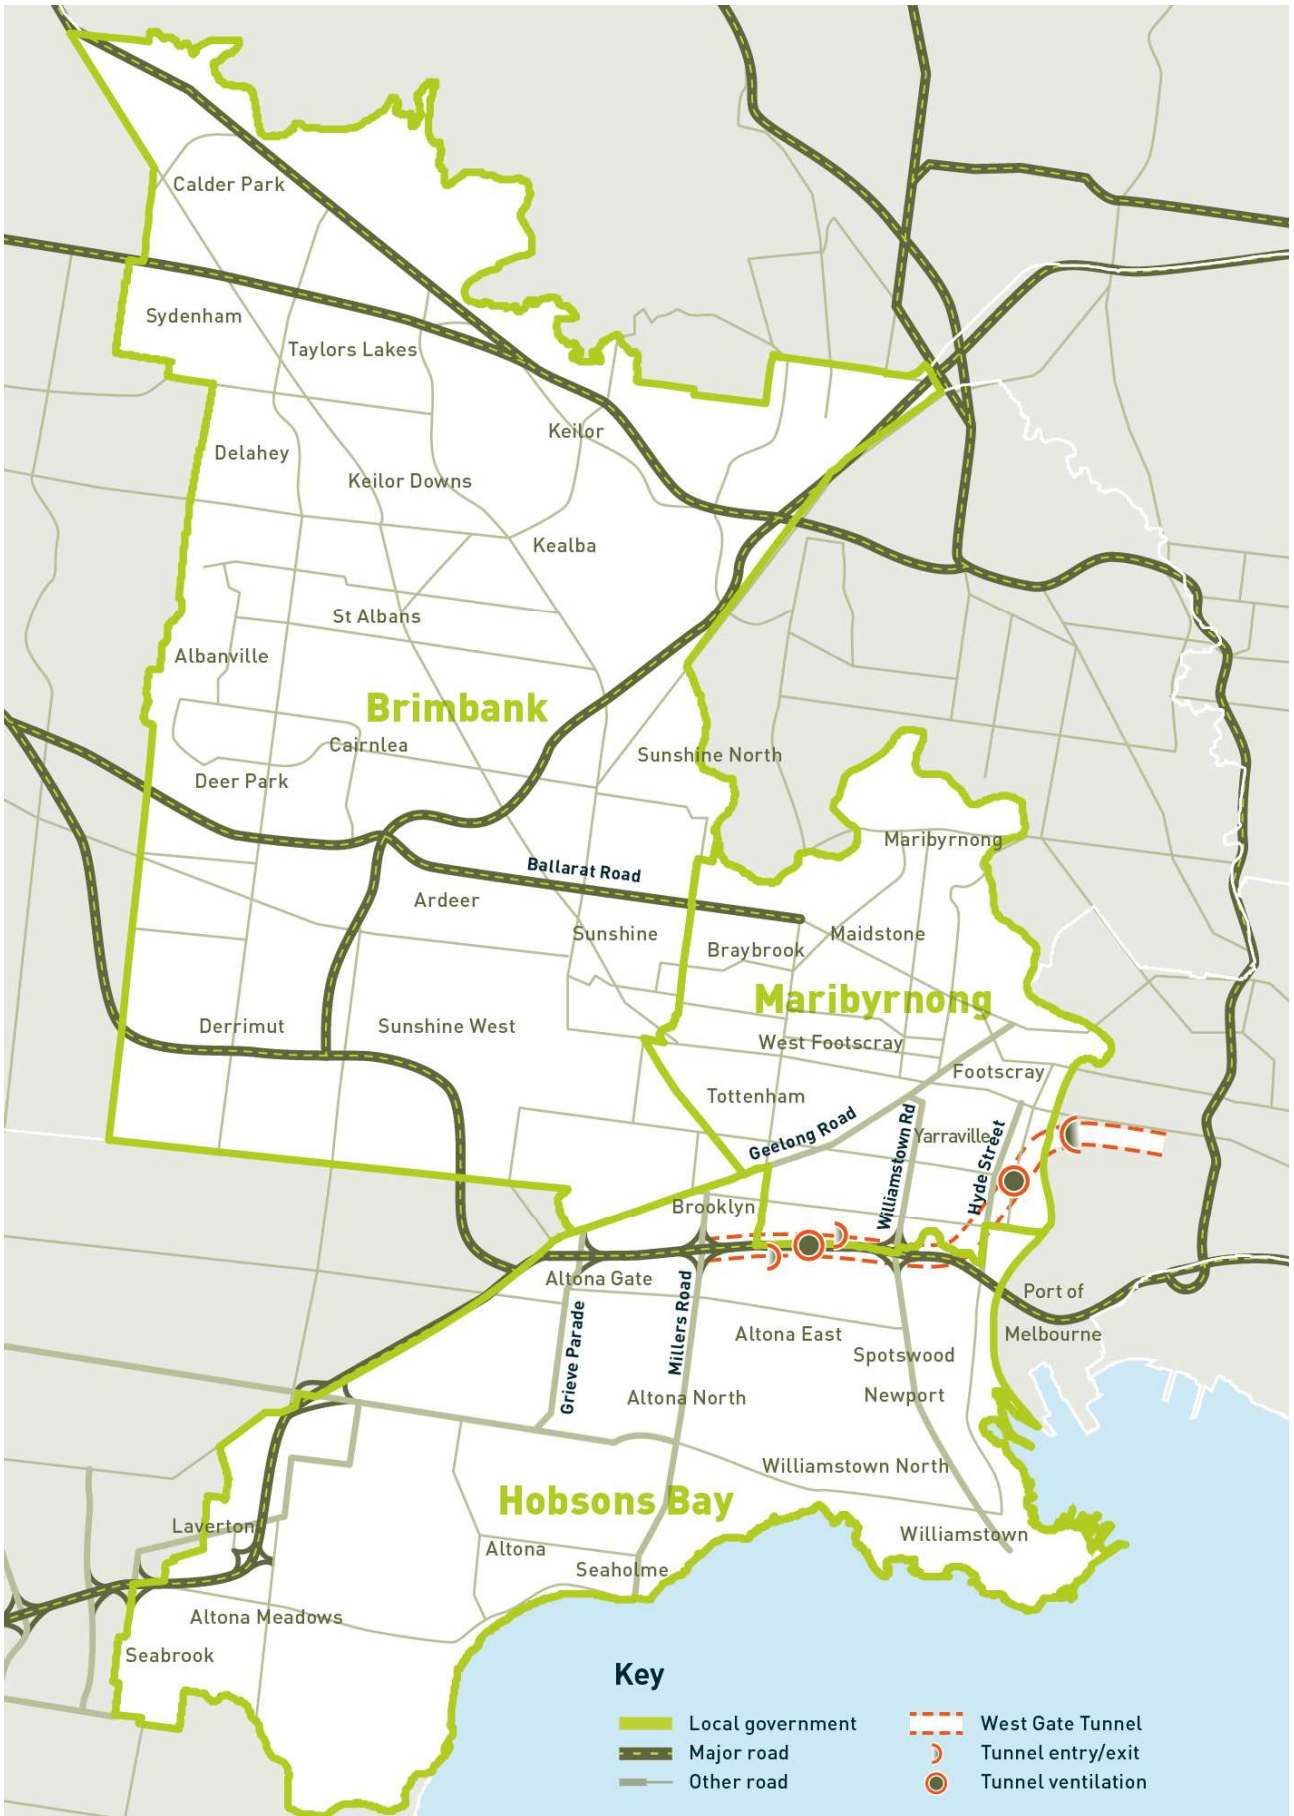 Calder Park
Sydenham
Taylors Lakes
Keilor
Delahey
Keilor Downs
Kealba
St Albans
Albanville
Brimbank
Cairnlea
Sunshine North
Deer Park
Maribyrnong
Ballarat Road
Ardeer
Sunshine
Braybrook
Maidstone
Maribyrnong
Derrimut
Sunshine West
West Footscray
Footscray
Tottenham
Geelong Road
Williamstown Rd
Yarraville
Hyde Street
Brooklyn
Altona Gate
Millers Road
Grieve Parade
Port of
Melbourne
Altona East
Spotswood
Newport
Altona North
Williamstown North
Hobsons Bay
Laverton
Williamstown
Altona
Seaholme
Altona Meadows
Seabrook
Key
Local government
Major road
Other road
West Gate Tunnel
Tunnel entry/exit
Tunnel ventilation